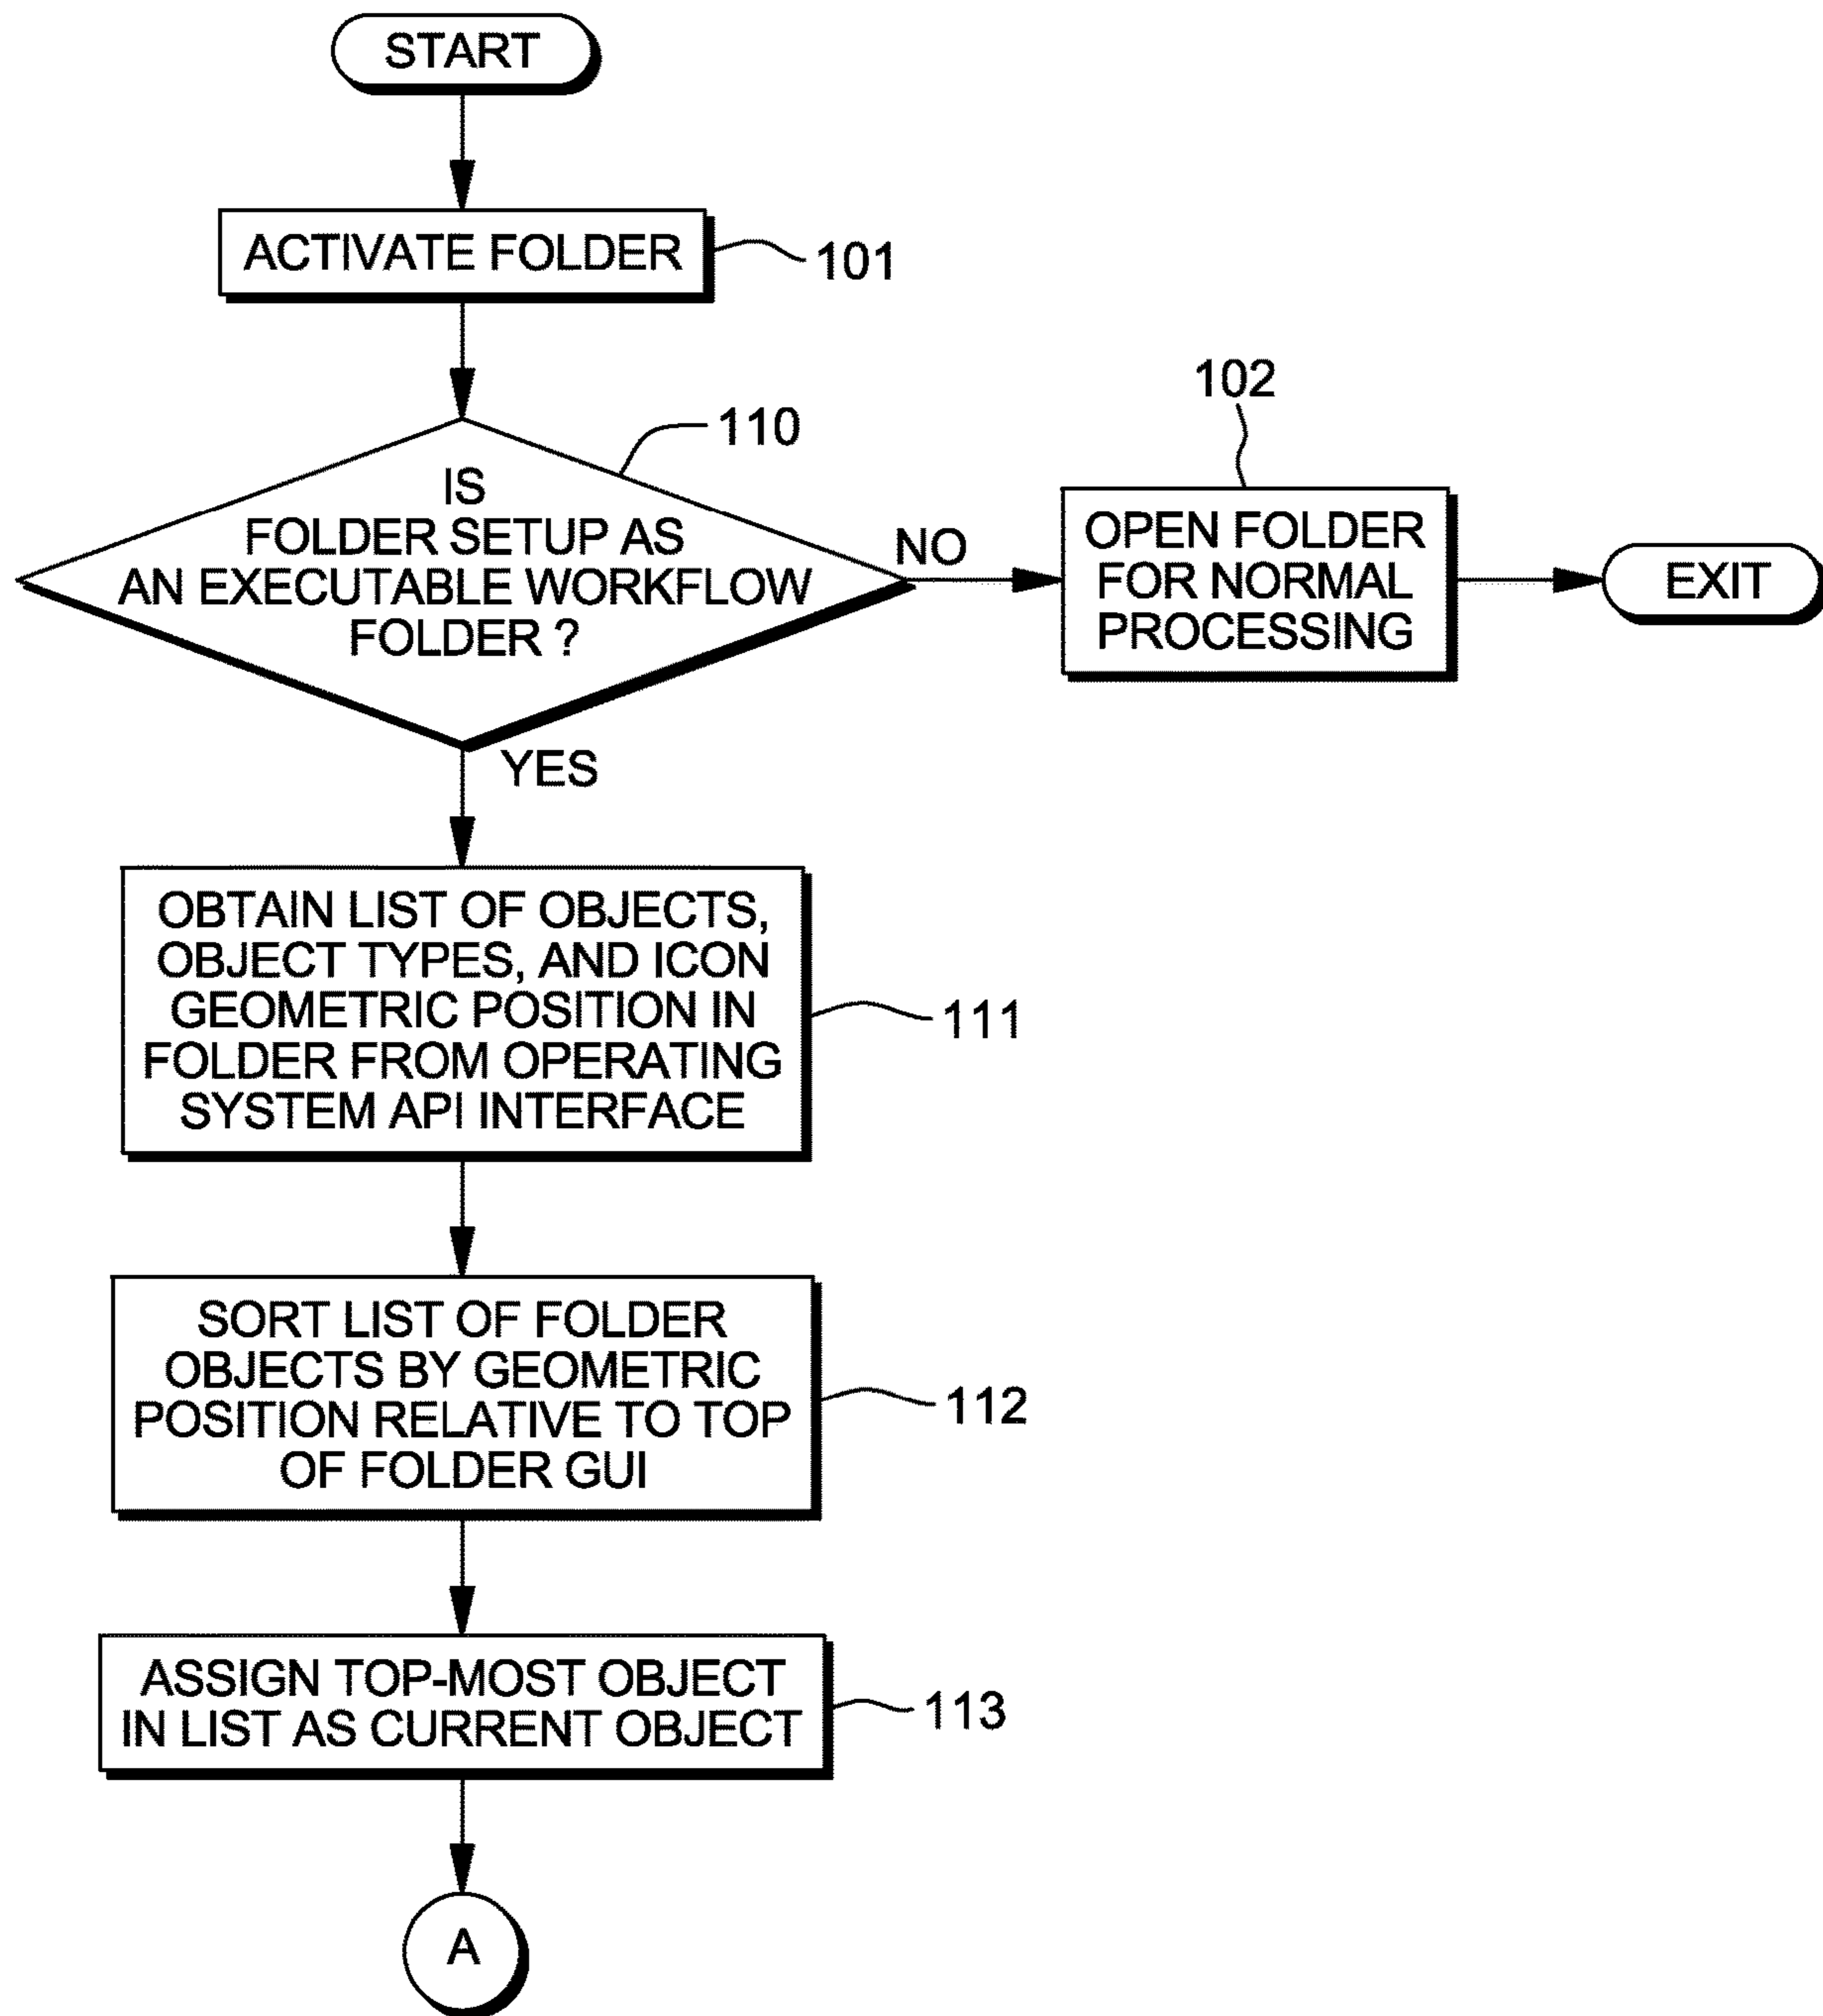 START
ACTIVATE FOLDER
101
110
IS
FOLDER SETUP AS
AN EXECUTABLE WORKFLOW
FOLDER ?
NO
102
OPEN FOLDER
FOR NORMAL
PROCESSING
EXIT
YES
OBTAIN LIST OF OBJECTS,
OBJECT TYPES, AND ICON
GEOMETRIC POSITION IN
FOLDER FROM OPERATING
SYSTEM API INTERFACE
111
SORT LIST OF FOLDER
OBJECTS BY GEOMETRIC
POSITION RELATIVE TO TOP
OF FOLDER GUI
112
ASSIGN TOP-MOST OBJECT
IN LIST AS CURRENT OBJECT
113
A